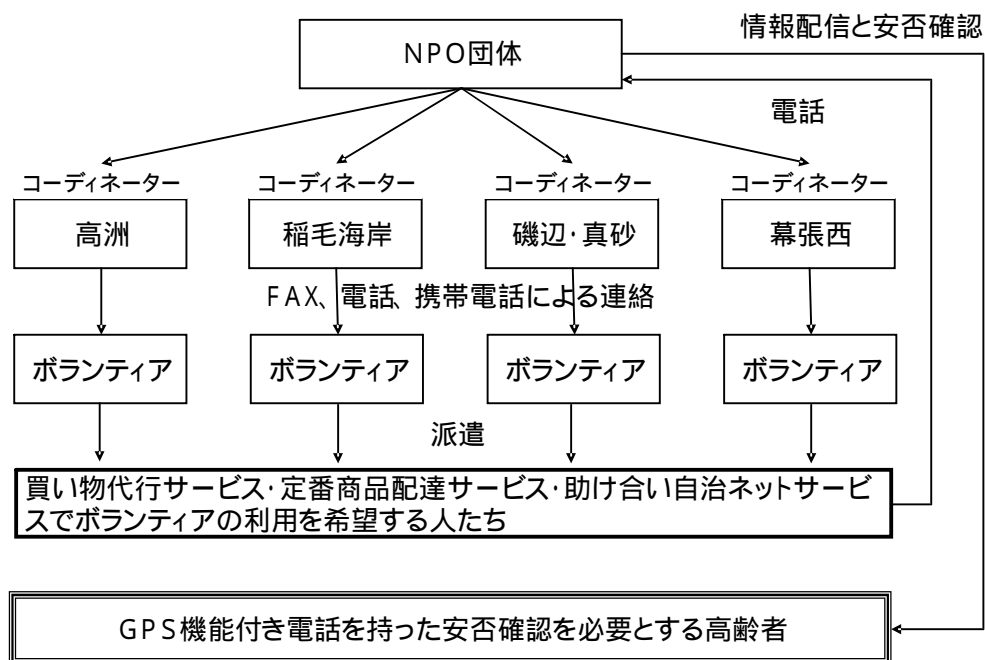 情報配信と安否確認
NPO団体
電話
コーディネーター
コーディネーター
コーディネーター
コーディネーター
高洲
稲毛海岸
磯辺・真砂
幕張西
FAX、電話、携帯電話による連絡
ボランティア
ボランティア
ボランティア
ボランティア
派遣
買い物代行サービス・定番商品配達サービス・助け合い自治ネットサービ
スでボランティアの利用を希望する人たち
GPS機能付き電話を持った安否確認を必要とする高齢者